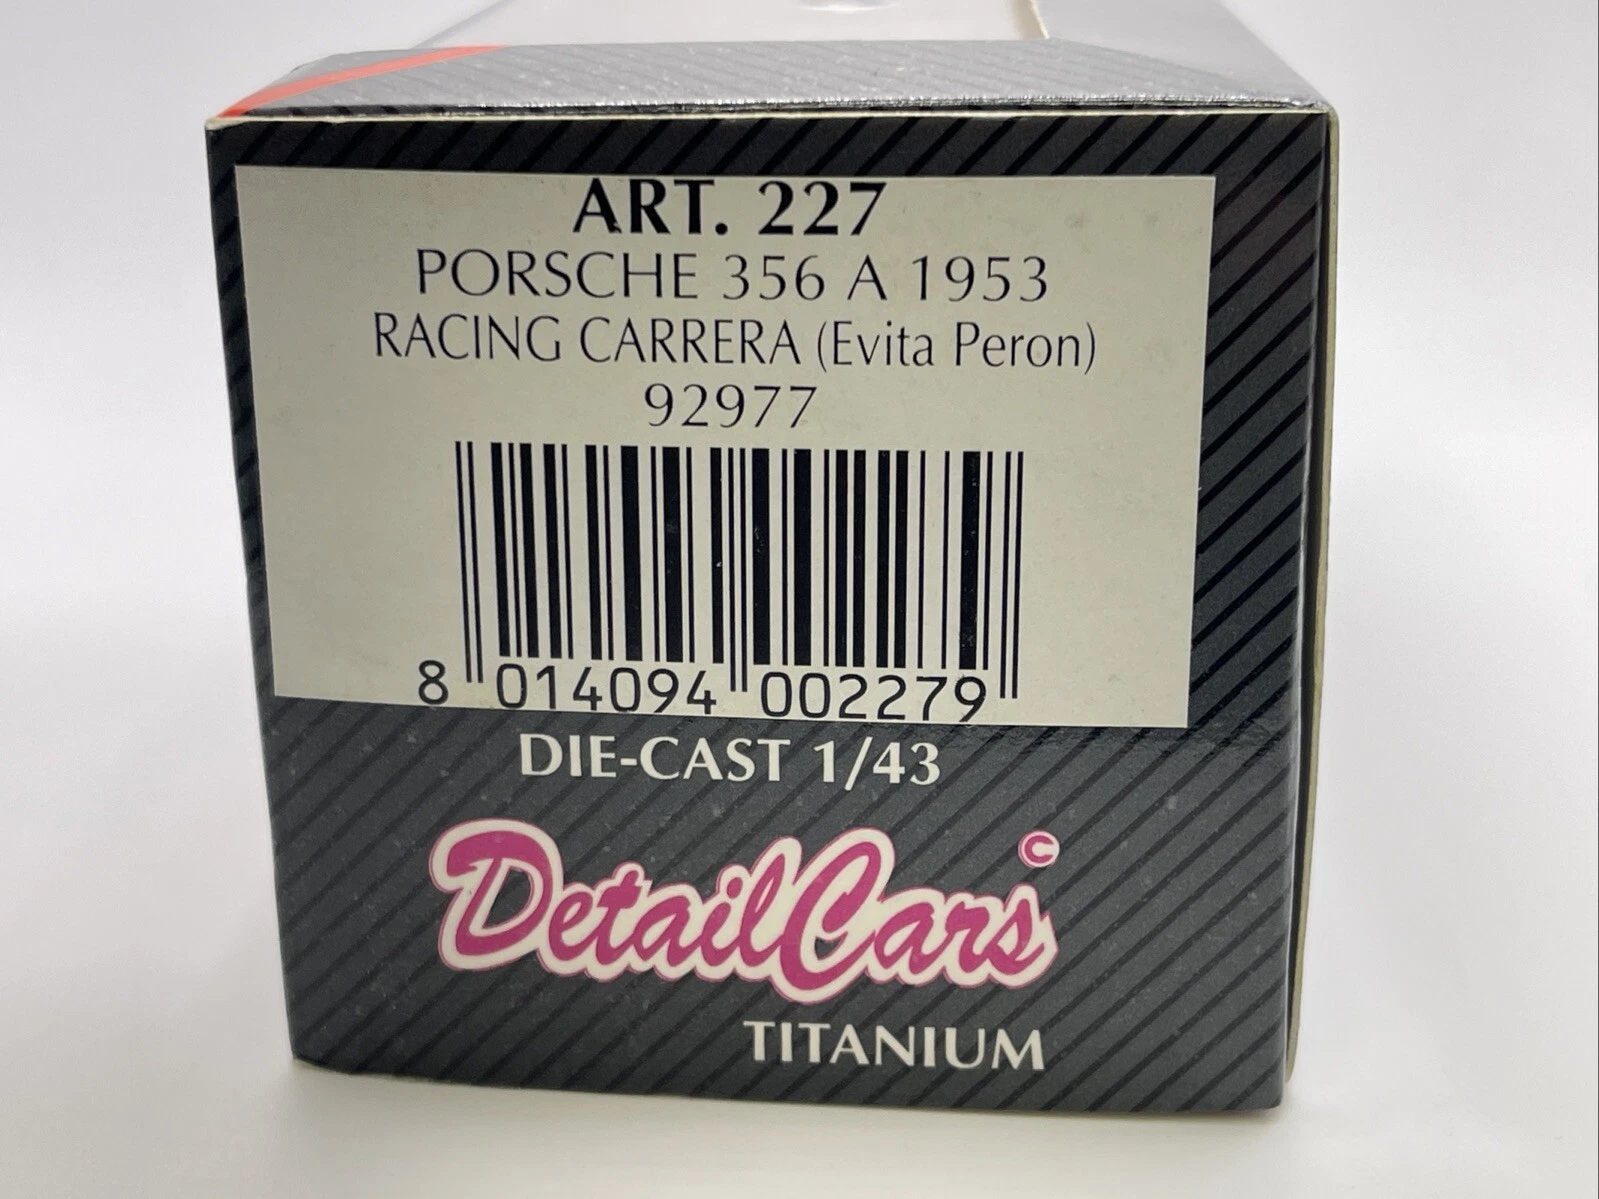 ART. 227
PORSCHE 356 A 1953
RACING CARRERA (Evita Peron)
92977
8 014094 002279
DIE-CAST 1/43
DetailCars ©
TITANIUM